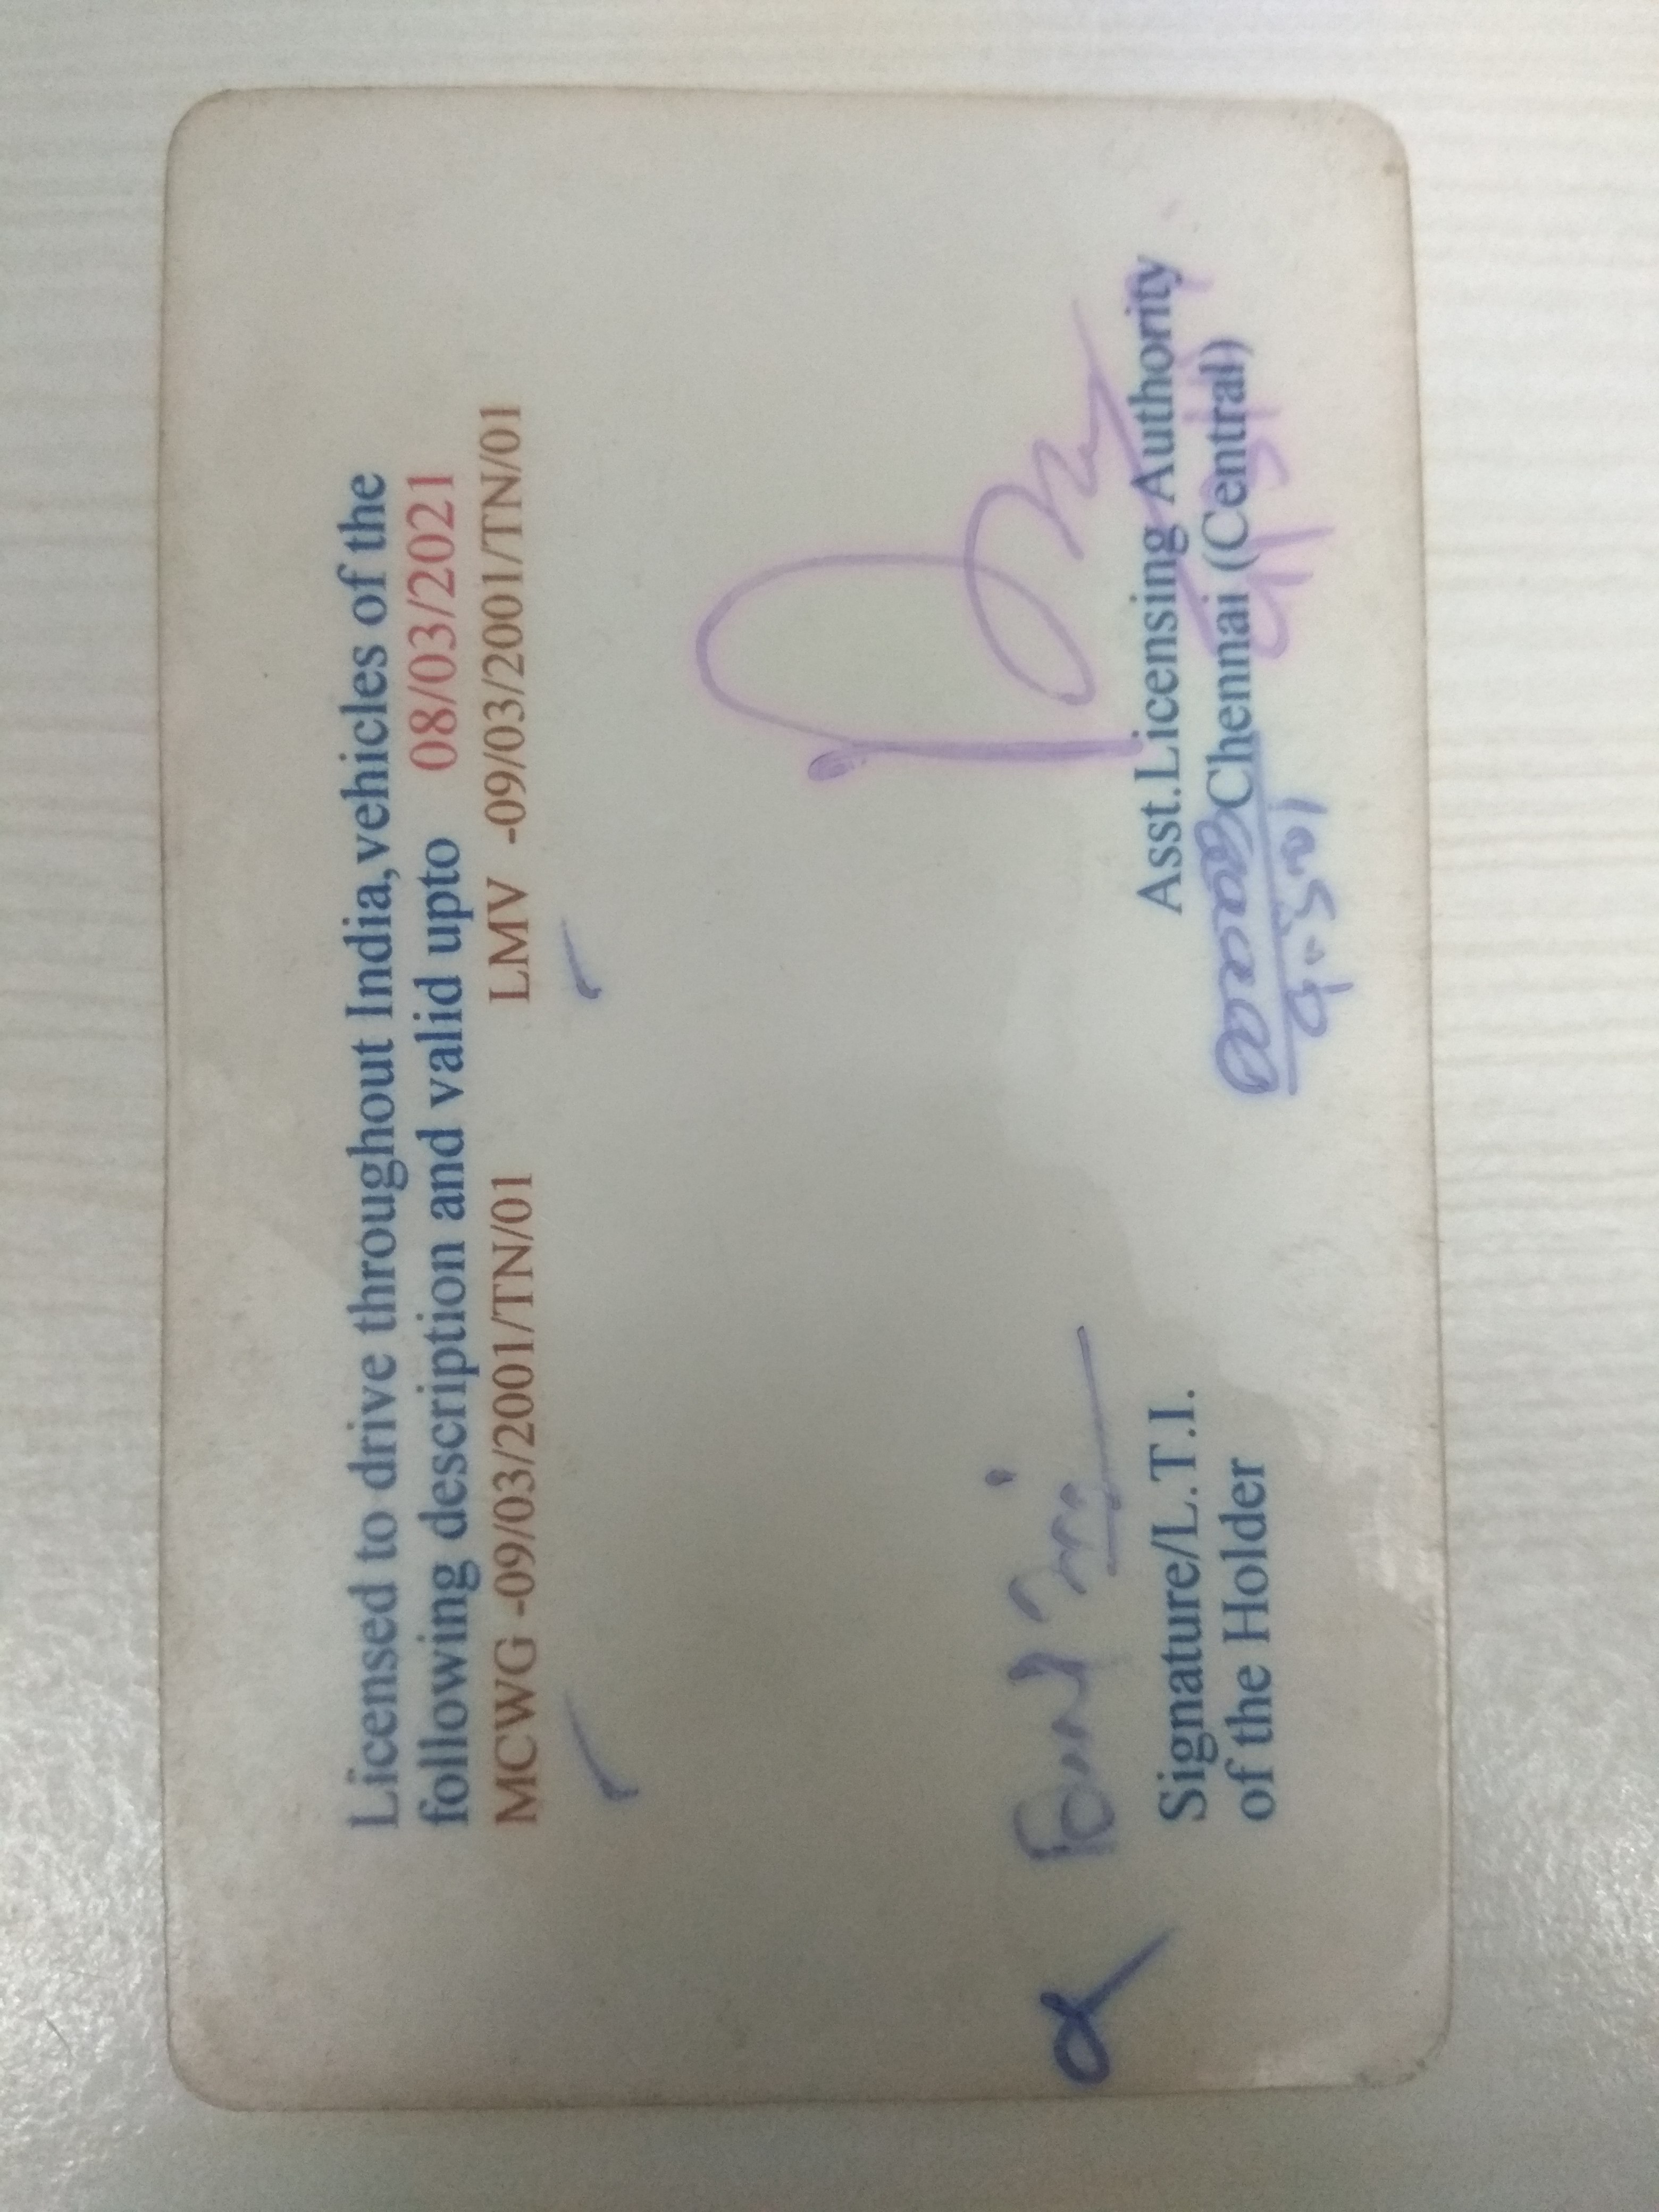 Licensed to drive throughout India,vehicles of the
following description and valid upto 08/03/2021
MCWG -09/03/2001/TN/01 LMV -09/03/2001/TN/01
Signature/L.T.I.
of the Holder
Asst.Licensing Authority
Chennai (Central)